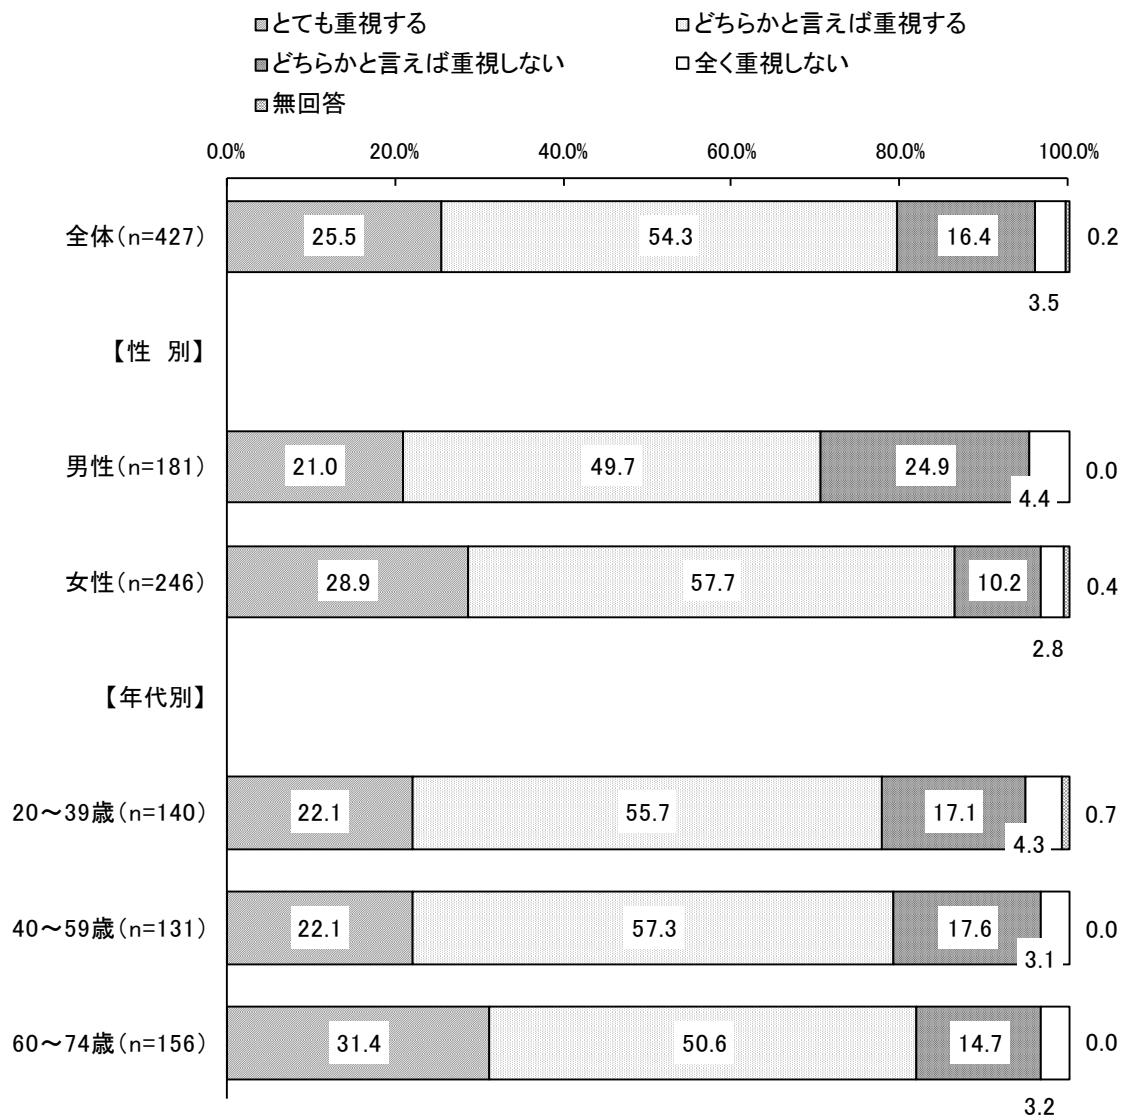 とても重視する どちらかと言えば重視する
どちらかと言えば重視しない 全く重視しない
無回答
0.0% 20.0% 40.0% 60.0% 80.0% 100.0%
全体(n=427) 25.5 54.3 16.4 0.2
3.5
【性 別】
男性(n=181) 21.0 49.7 24.9 0.0
4.4
女性(n=246) 28.9 57.7 10.2 0.4
2.8
【年代別】
20～39歳(n=140) 22.1 55.7 17.1 0.7
4.3
40～59歳(n=131) 22.1 57.3 17.6 0.0
3.1
60～74歳(n=156) 31.4 50.6 14.7 0.0
3.2